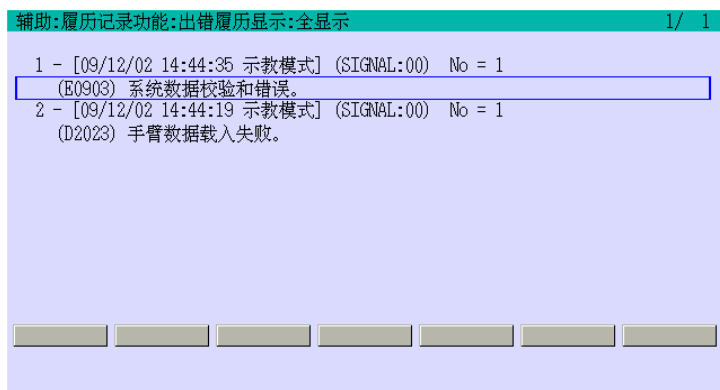 辅助:履历记录功能:出错履历显示:全显示 1/ 1
1 - [09/12/02 14:44:35 示教模式] (SIGNAL:00) No = 1
(E0903) 系统数据校验和错误。
2 - [09/12/02 14:44:19 示教模式] (SIGNAL:00) No = 1
(D2023) 手臂数据载入失败。